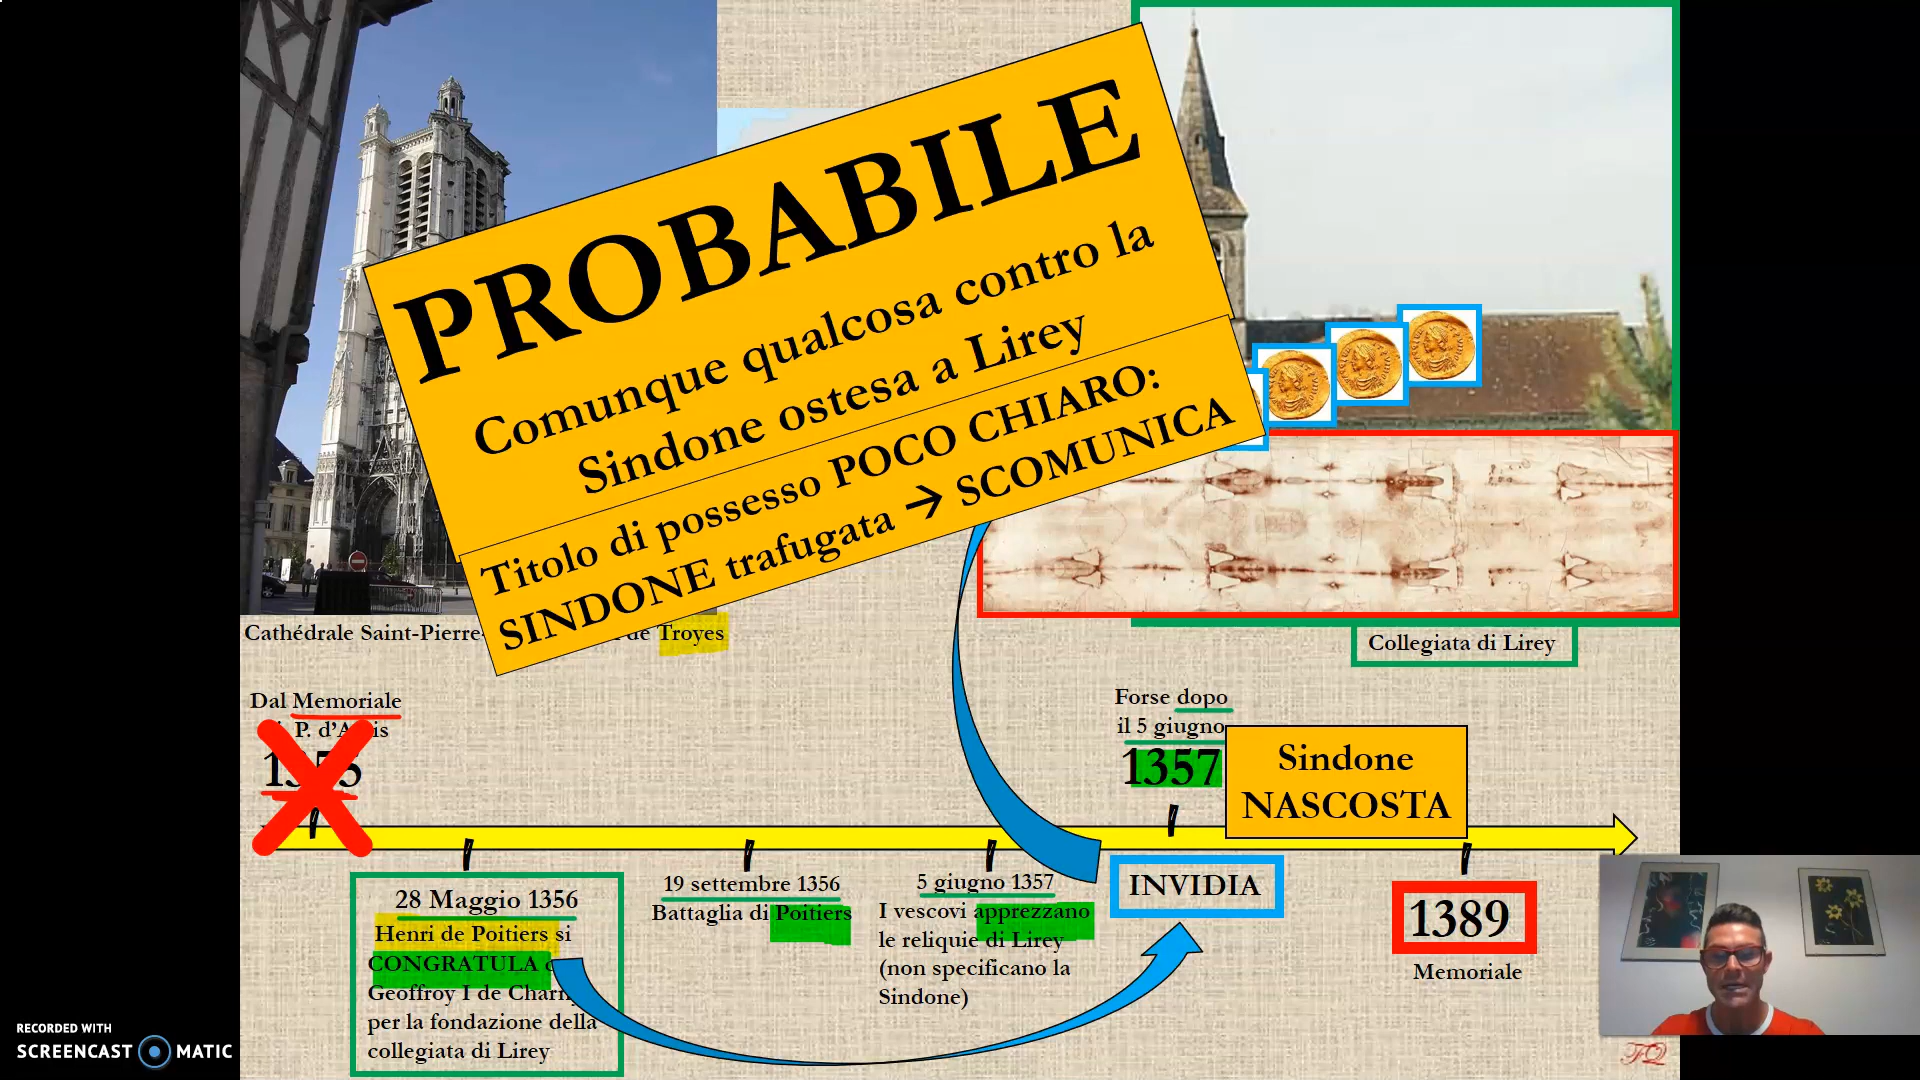 PROBABILE
Comunque qualcosa contro la
Sindone ostesa a Lirey
Titolo di possesso POCO CHIARO:
SINDONE trafugata → SCOMUNICA
Cathédrale Saint-Pierre- de Troyes
Collegiata di Lirey
Dal Memoriale
P. d'A is
Forse dopo
il 5 giugno
1357
Sindone
NASCOSTA
28 Maggio 1356
Henri de Poitiers si
CONGRATULA
Geoffroy I de Charny
per la fondazione della
collegiata di Lirey
19 settembre 1356
Battaglia di Poitiers
5 giugno 1357
I vescovi apprezzano
le reliquie di Lirey
(non specificano la
Sindone)
INVIDIA
1389
Memoriale
RECORDED WITH
SCREENCAST MATIC
FQ